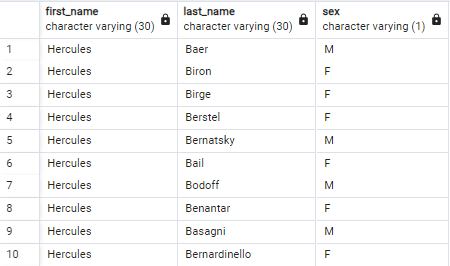 first_name last_name sex
character varying (30) character varying (30) character varying (1)
1 Hercules Baer M
2 Hercules Biron F
3 Hercules Birge F
4 Hercules Berstel F
5 Hercules Bernatsky M
6 Hercules Bail F
7 Hercules Bodoff M
8 Hercules Benantar F
9 Hercules Basagni M
10 Hercules Bernardinello F